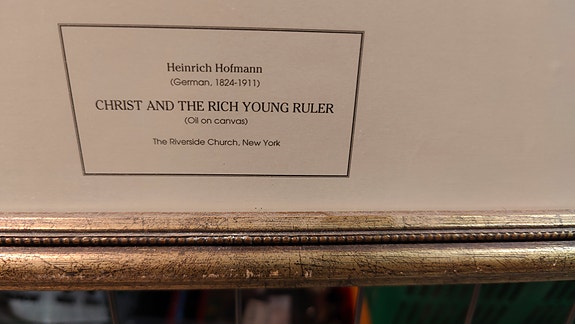 Heinrich Hofmann
(German, 1824-1911)
CHRIST AND THE RICH YOUNG RULER
(Oil on canvas)
The Riverside Church, New York